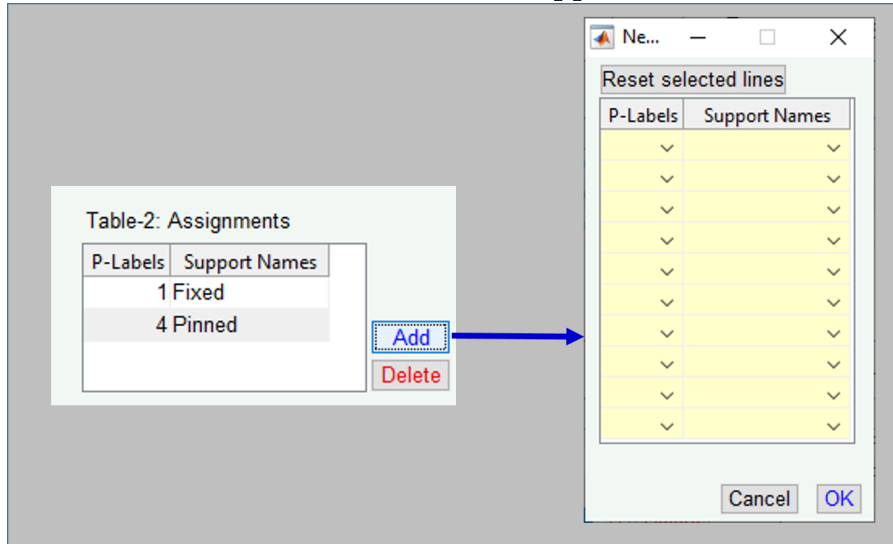 Table-2: Assignments
P-Labels Support Names
1 Fixed
4 Pinned
Add
Delete
Ne...
Reset selected lines
P-Labels Support Names
Cancel OK